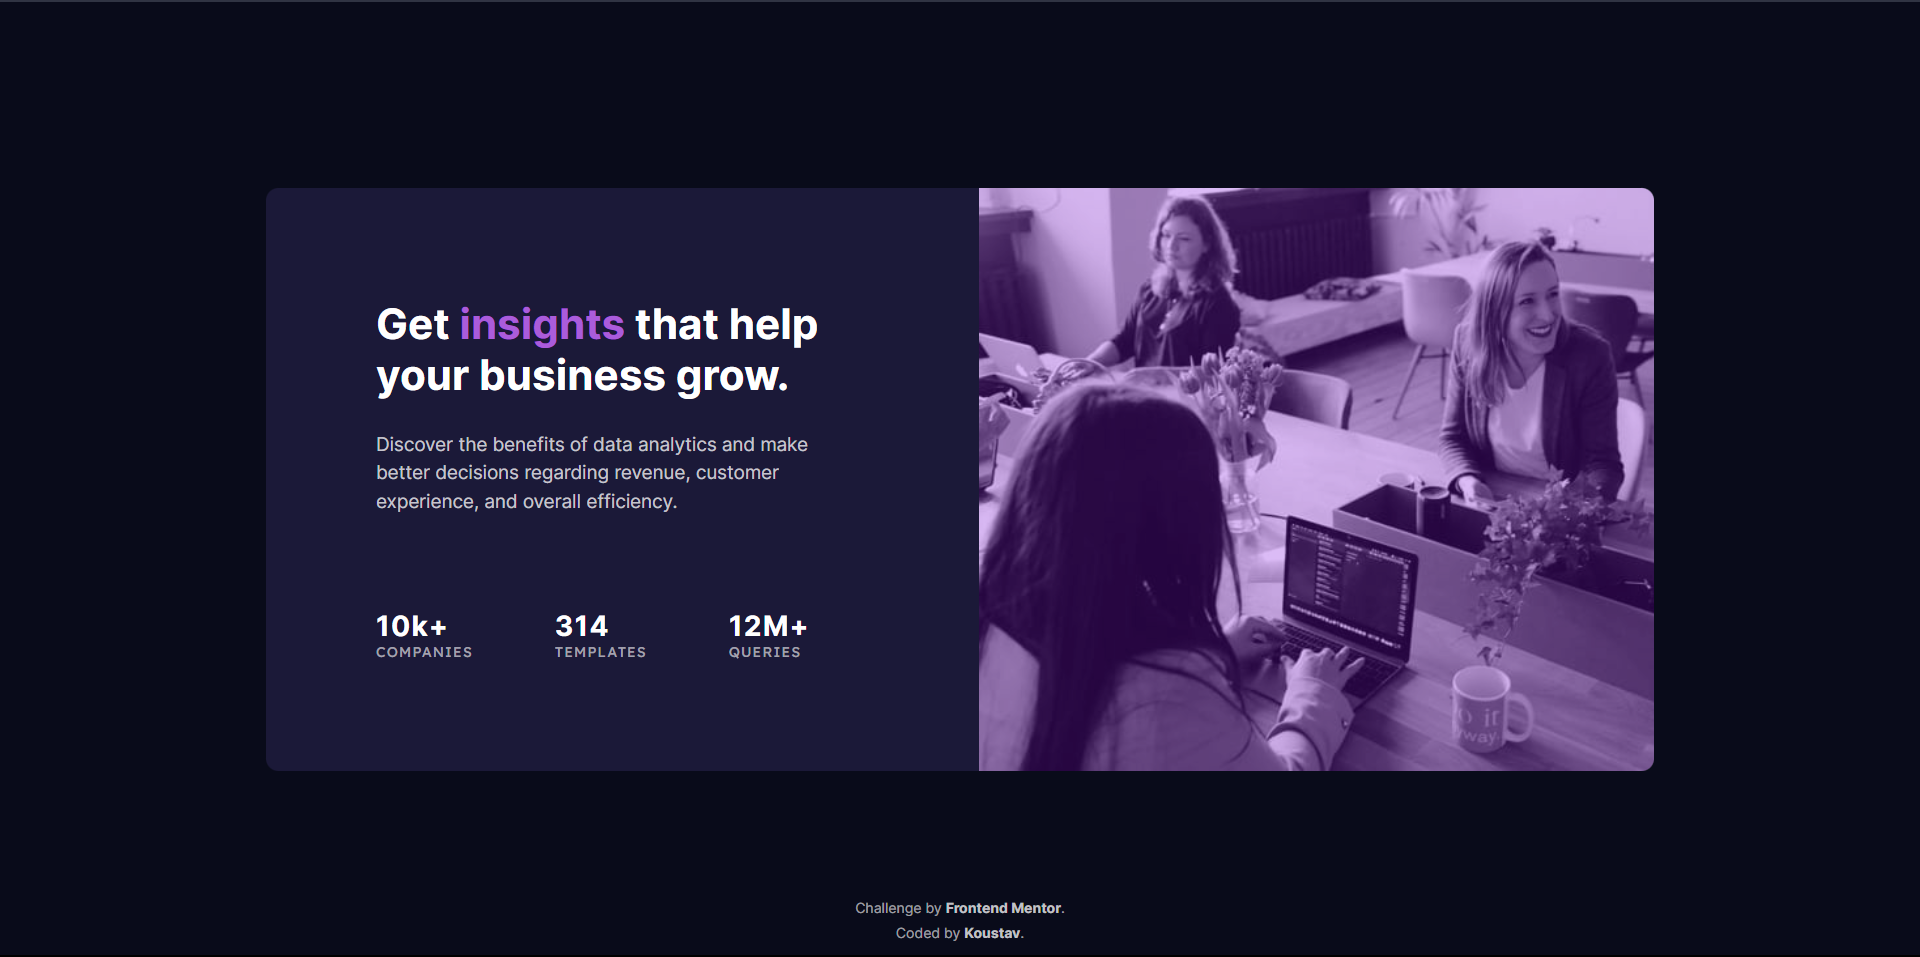 Get insights that help
your business grow.
Discover the benefits of data analytics and make
better decisions regarding revenue, customer
experience, and overall efficiency.
10k+
COMPANIES
314
TEMPLATES
12M+
QUERIES
Challenge by Frontend Mentor.
Coded by Koustav.